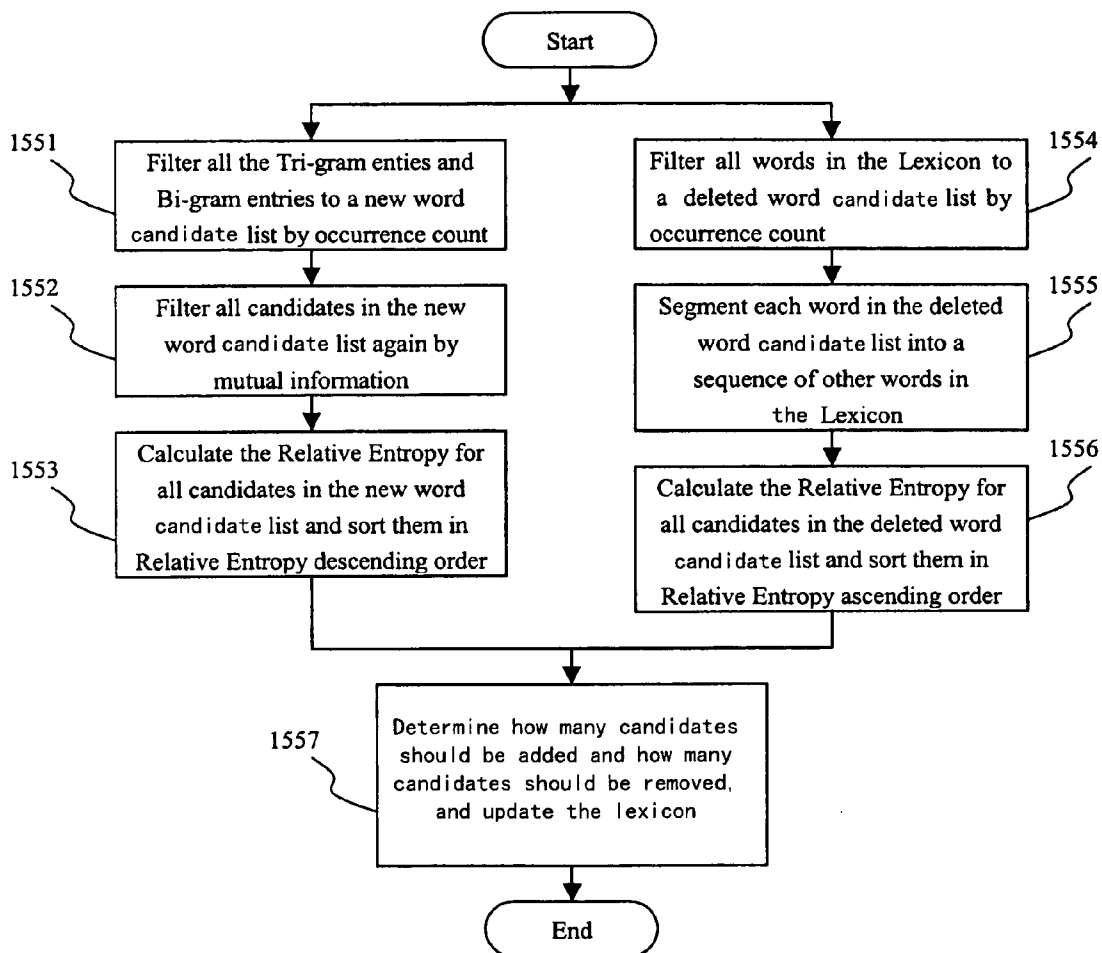 Start
1551
Filter all the Tri-gram enties and
Bi-gram entries to a new word
candidate list by occurrence count
1552
Filter all candidates in the new
word candidate list again by
mutual information
1553
Calculate the Relative Entropy for
all candidates in the new word
candidate list and sort them in
Relative Entropy descending order
1554
Filter all words in the Lexicon to
a deleted word candidate list by
occurrence count
1555
Segment each word in the deleted
word candidate list into a
sequence of other words in
the Lexicon
1556
Calculate the Relative Entropy for
all candidates in the deleted word
candidate list and sort them in
Relative Entropy ascending order
1557
Determine how many candidates
should be added and how many
candidates should be removed,
and update the lexicon
End